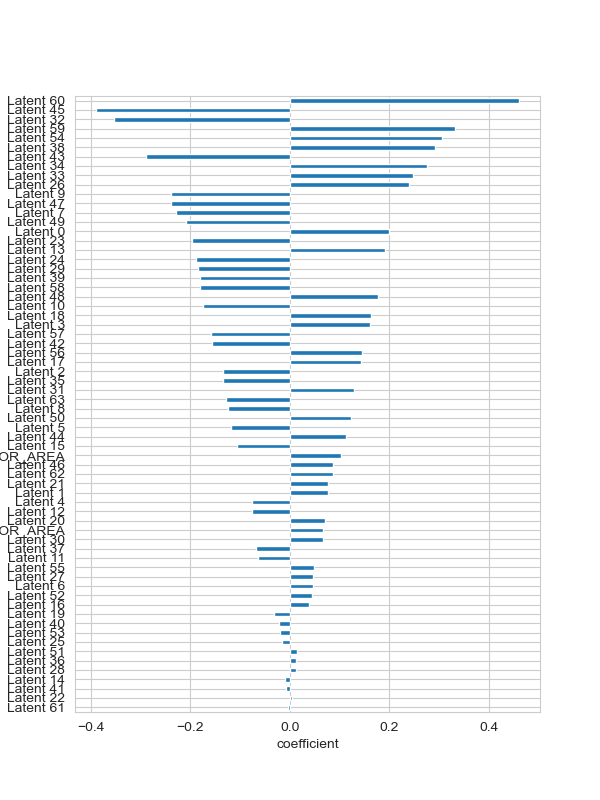 Latent 60
Latent 45
Latent 32
Latent 59
Latent 54
Latent 38
Latent 43
Latent 34
Latent 33
Latent 26
Latent 9
Latent 47
Latent 7
Latent 49
Latent 0
Latent 23
Latent 13
Latent 24
Latent 29
Latent 39
Latent 58
Latent 48
Latent 10
Latent 18
Latent 3
Latent 57
Latent 42
Latent 56
Latent 17
Latent 2
Latent 35
Latent 31
Latent 63
Latent 8
Latent 50
Latent 5
Latent 44
Latent 15
OR_AREA
Latent 46
Latent 62
Latent 21
Latent 1
Latent 4
Latent 12
Latent 20
OR_AREA
Latent 30
Latent 37
Latent 11
Latent 55
Latent 27
Latent 6
Latent 52
Latent 16
Latent 19
Latent 40
Latent 53
Latent 25
Latent 51
Latent 36
Latent 28
Latent 14
Latent 41
Latent 22
Latent 61
−0.4 −0.2 0.0 0.2 0.4
coefficient